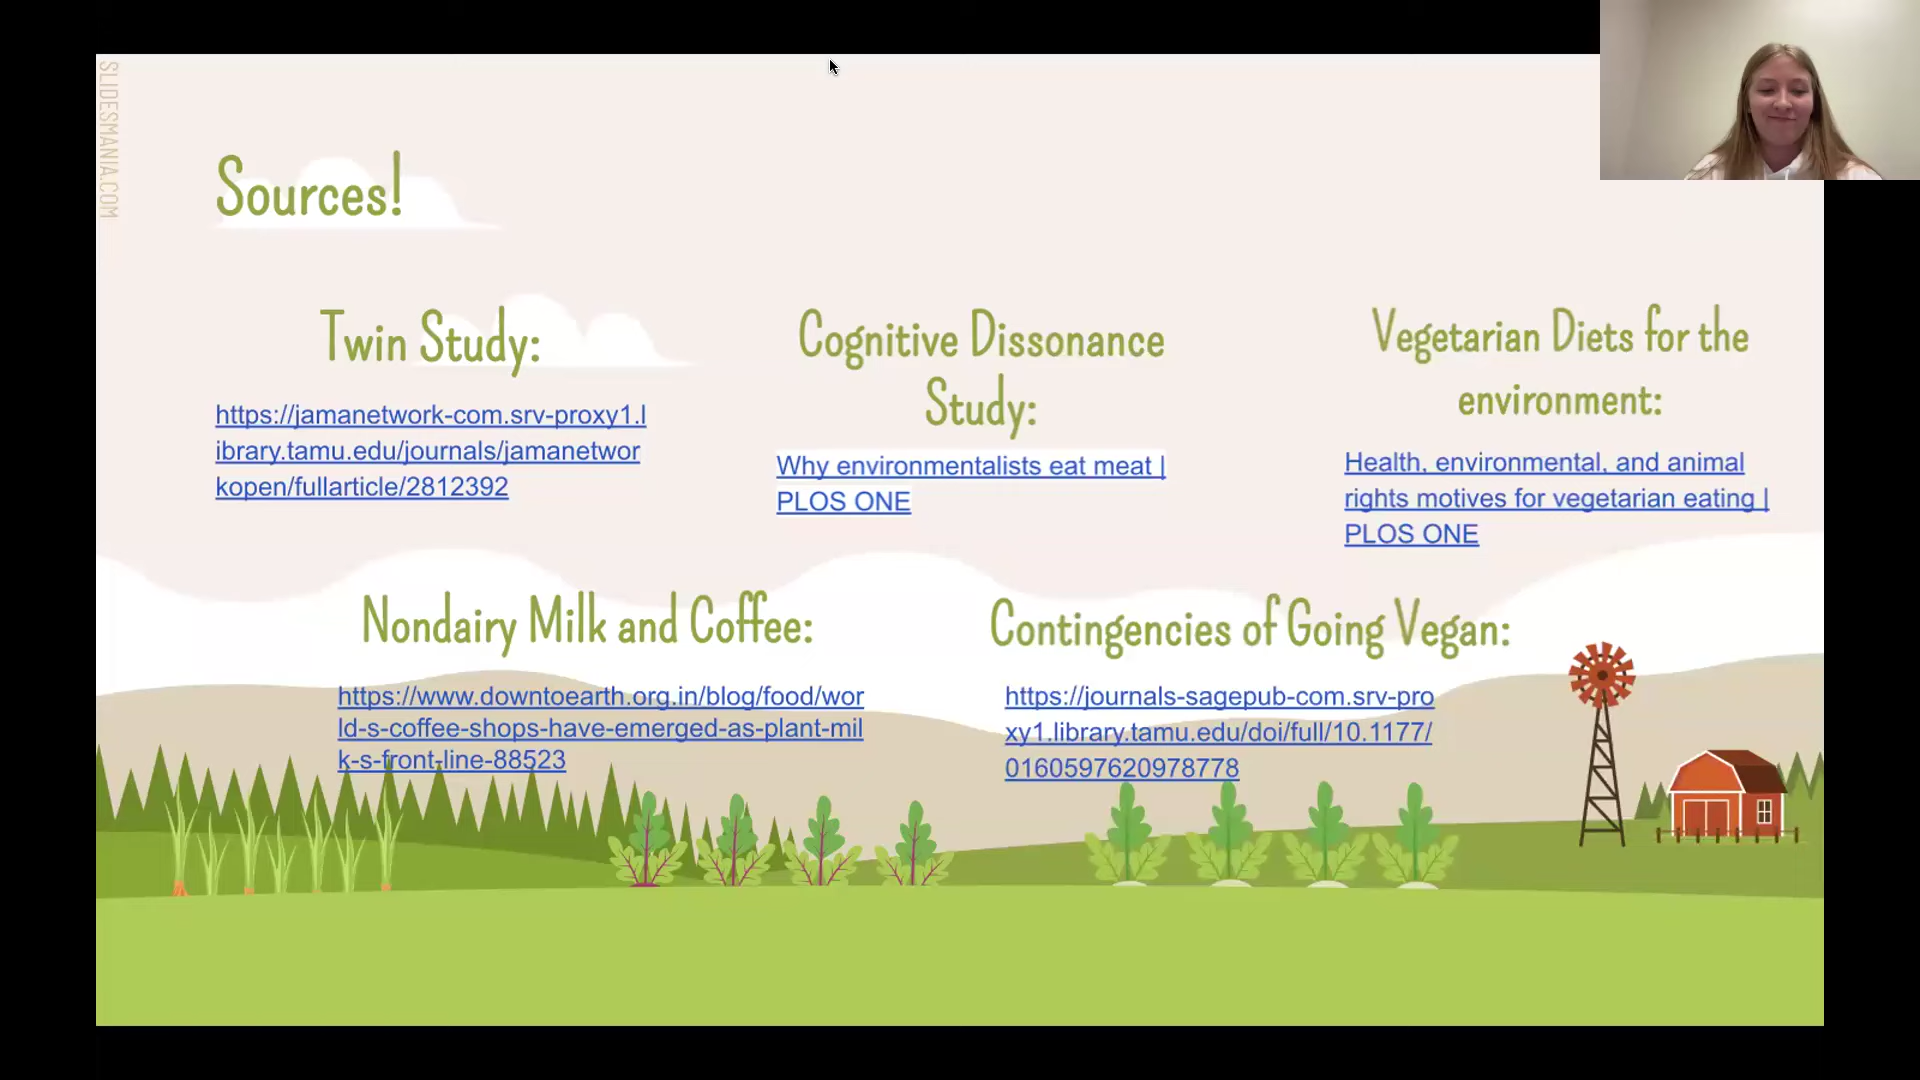 SLIDESMANIA.COM
Sources!
Twin Study:
https://jamanetwork-com.srv-proxy1.l
ibrary.tamu.edu/journals/jamanetwor
kopen/fullarticle/2812392
Cognitive Dissonance
Study:
Why environmentalists eat meat |
PLOS ONE
Vegetarian Diets for the
environment:
Health, environmental, and animal
rights motives for vegetarian eating |
PLOS ONE
Nondairy Milk and Coffee:
https://www.downtoearth.org.in/blog/food/wor
ld-s-coffee-shops-have-emerged-as-plant-mil
k-s-front-line-88523
Contingencies of Going Vegan:
https://journals-sagepub-com.srv-pro
xy1.library.tamu.edu/doi/full/10.1177/
0160597620978778